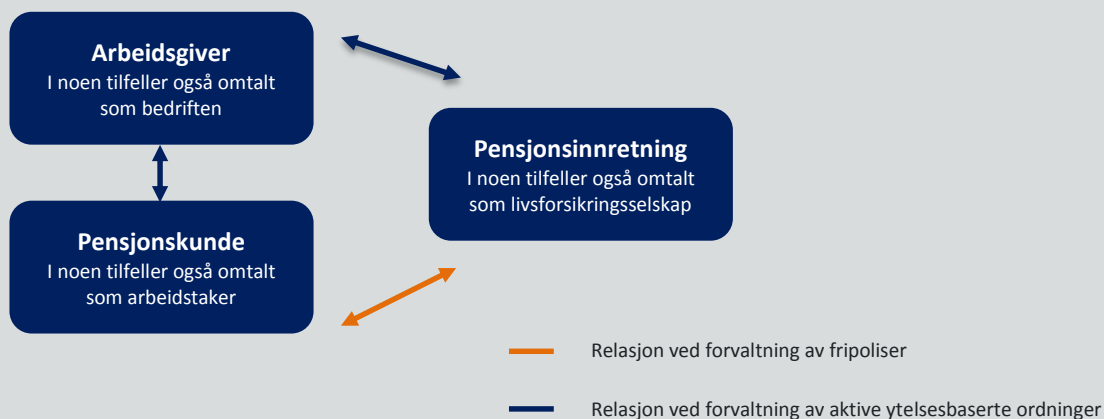 Arbeidsgiver
I noen tilfeller også omtalt
som bedriften
Pensjonsinnretning
I noen tilfeller også omtalt
som livsforsikringsselskap
Pensjonskunde
I noen tilfeller også omtalt
som arbeidstaker
Relasjon ved forvaltning av fripoliser
Relasjon ved forvaltning av aktive ytelsesbaserte ordninger